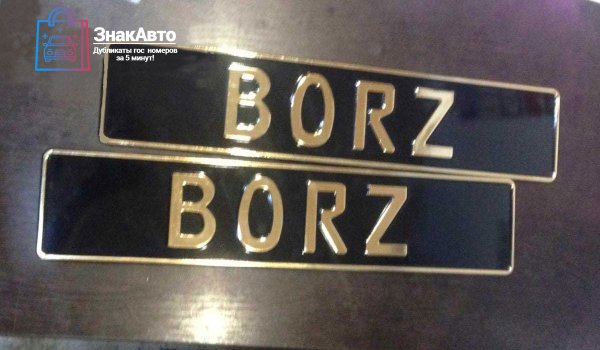 ЗнакАвто
Дубликаты гос номеров
за 5 минут!
BORZ
BORZ